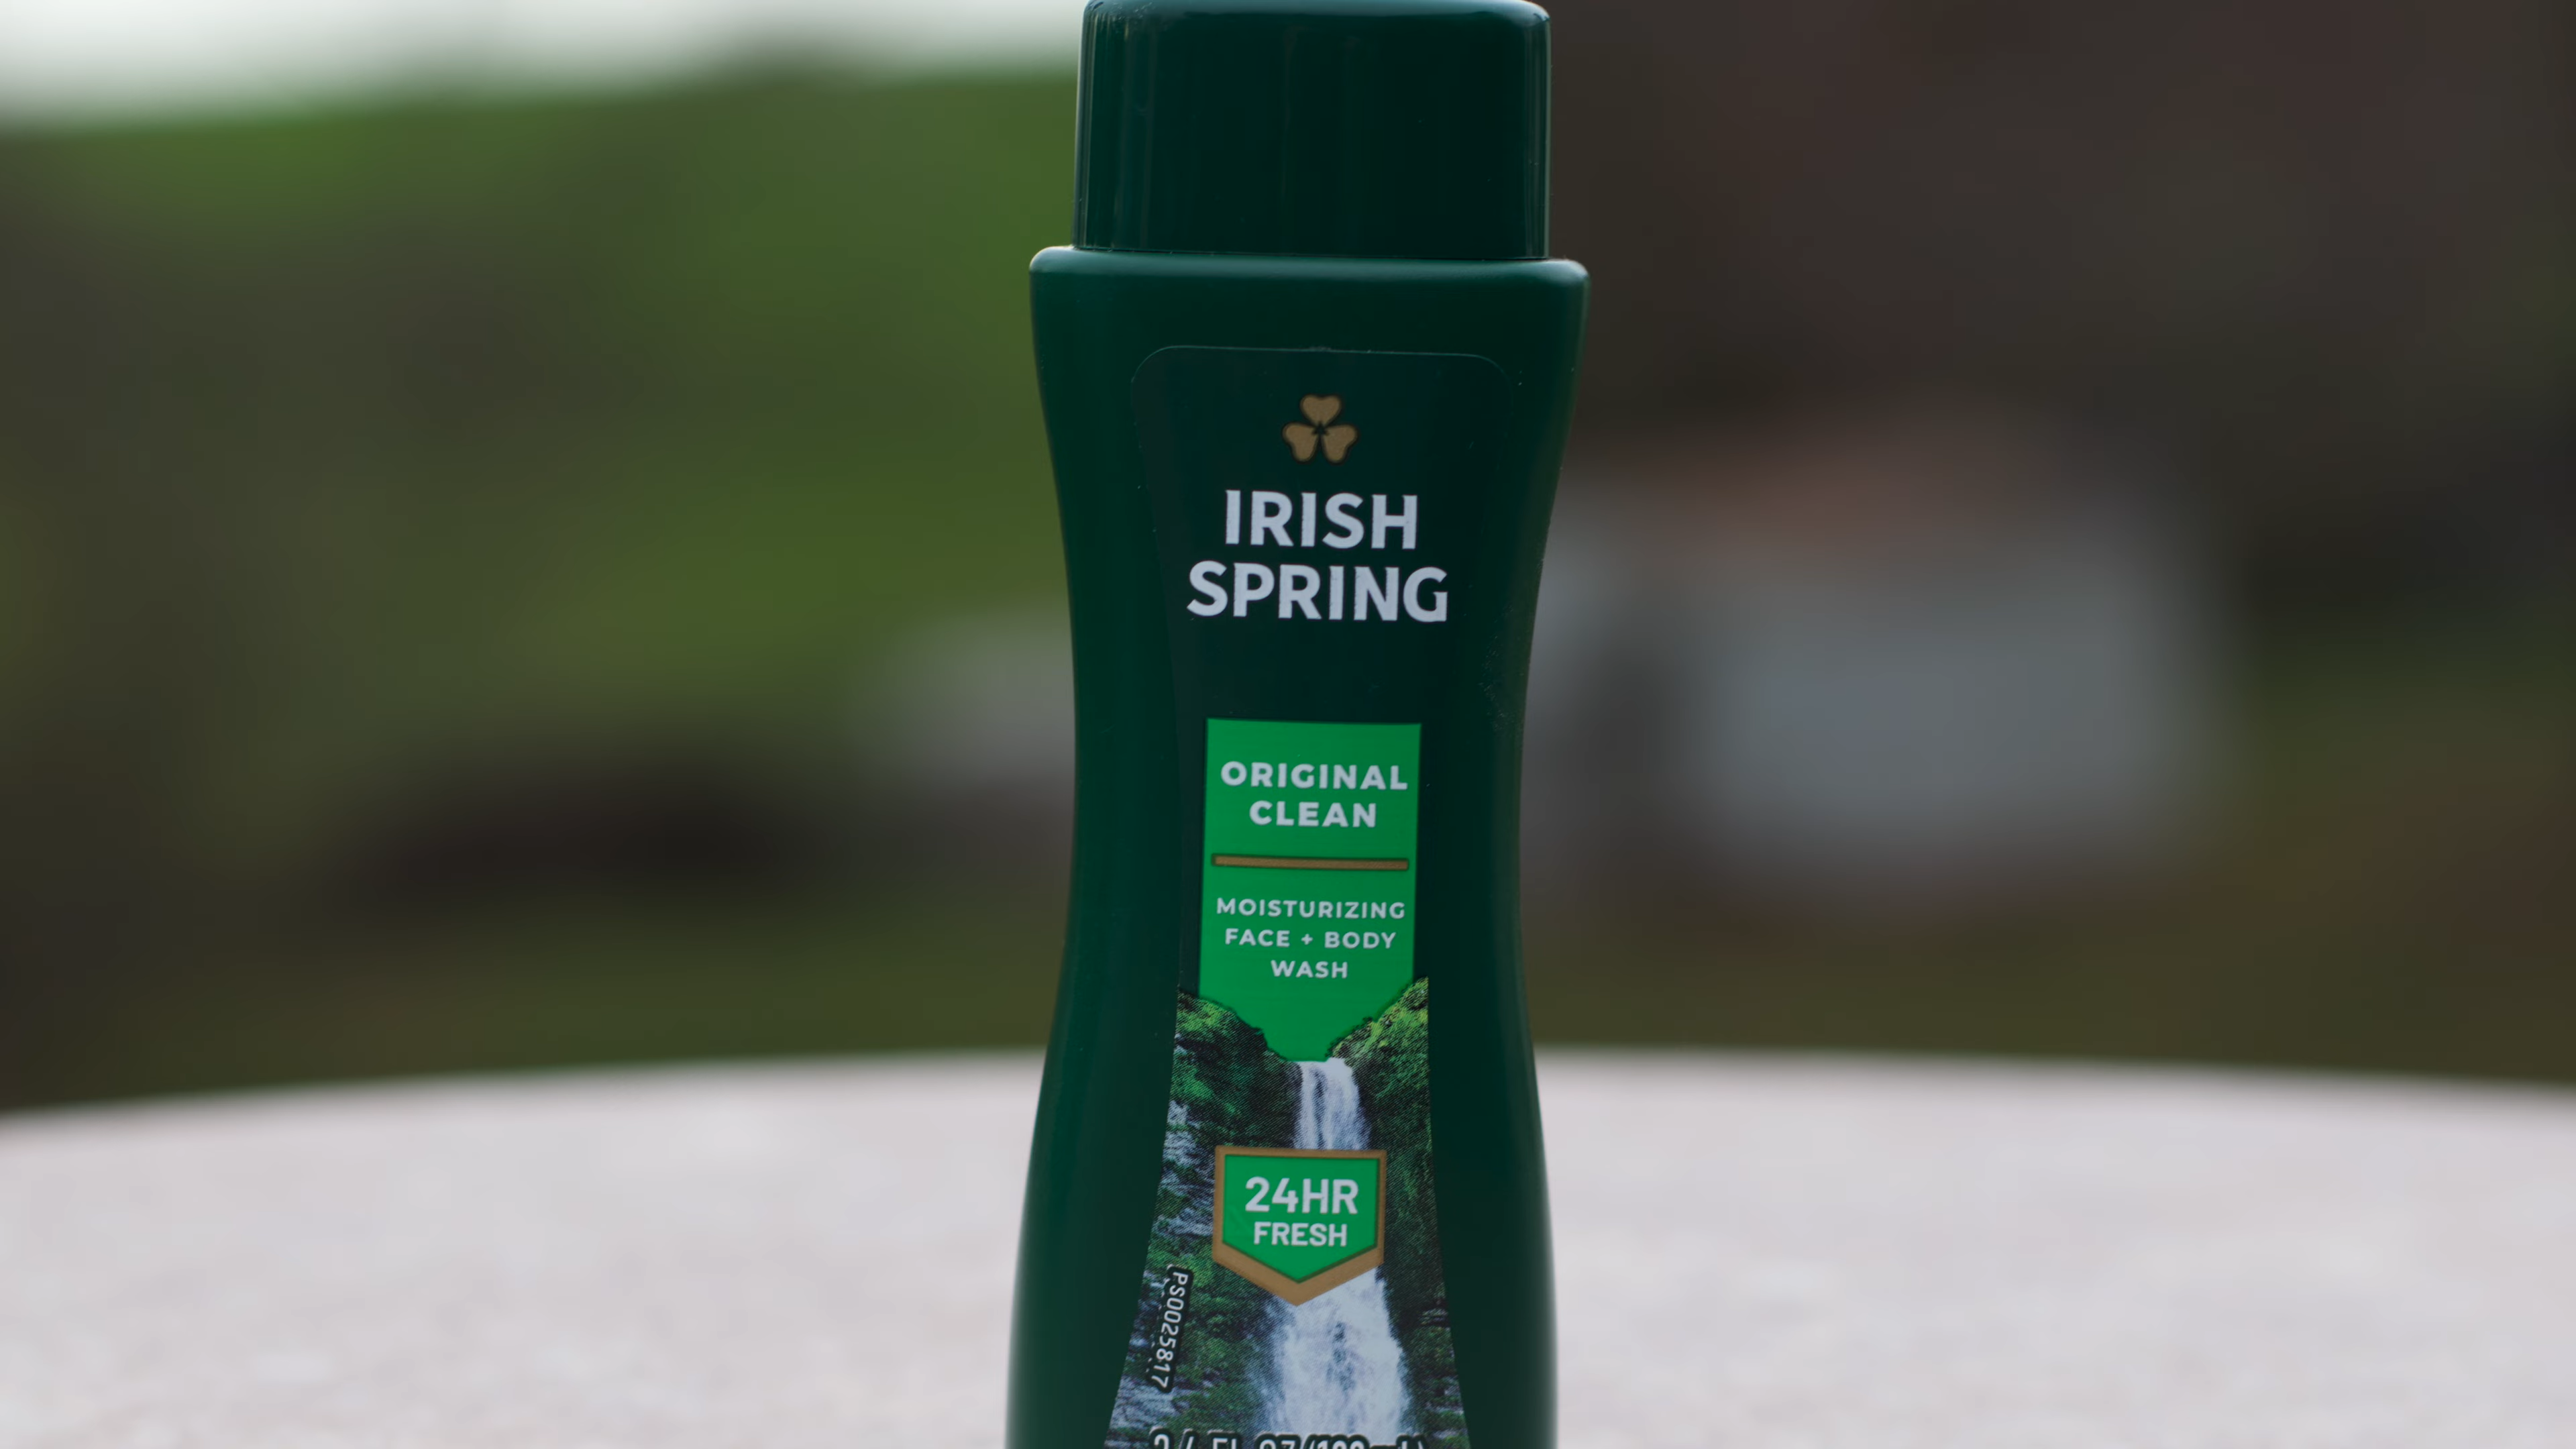 IRISH
SPRING
ORIGINAL
CLEAN
MOISTURIZING
FACE + BODY
WASH
24HR
FRESH
PS0025817